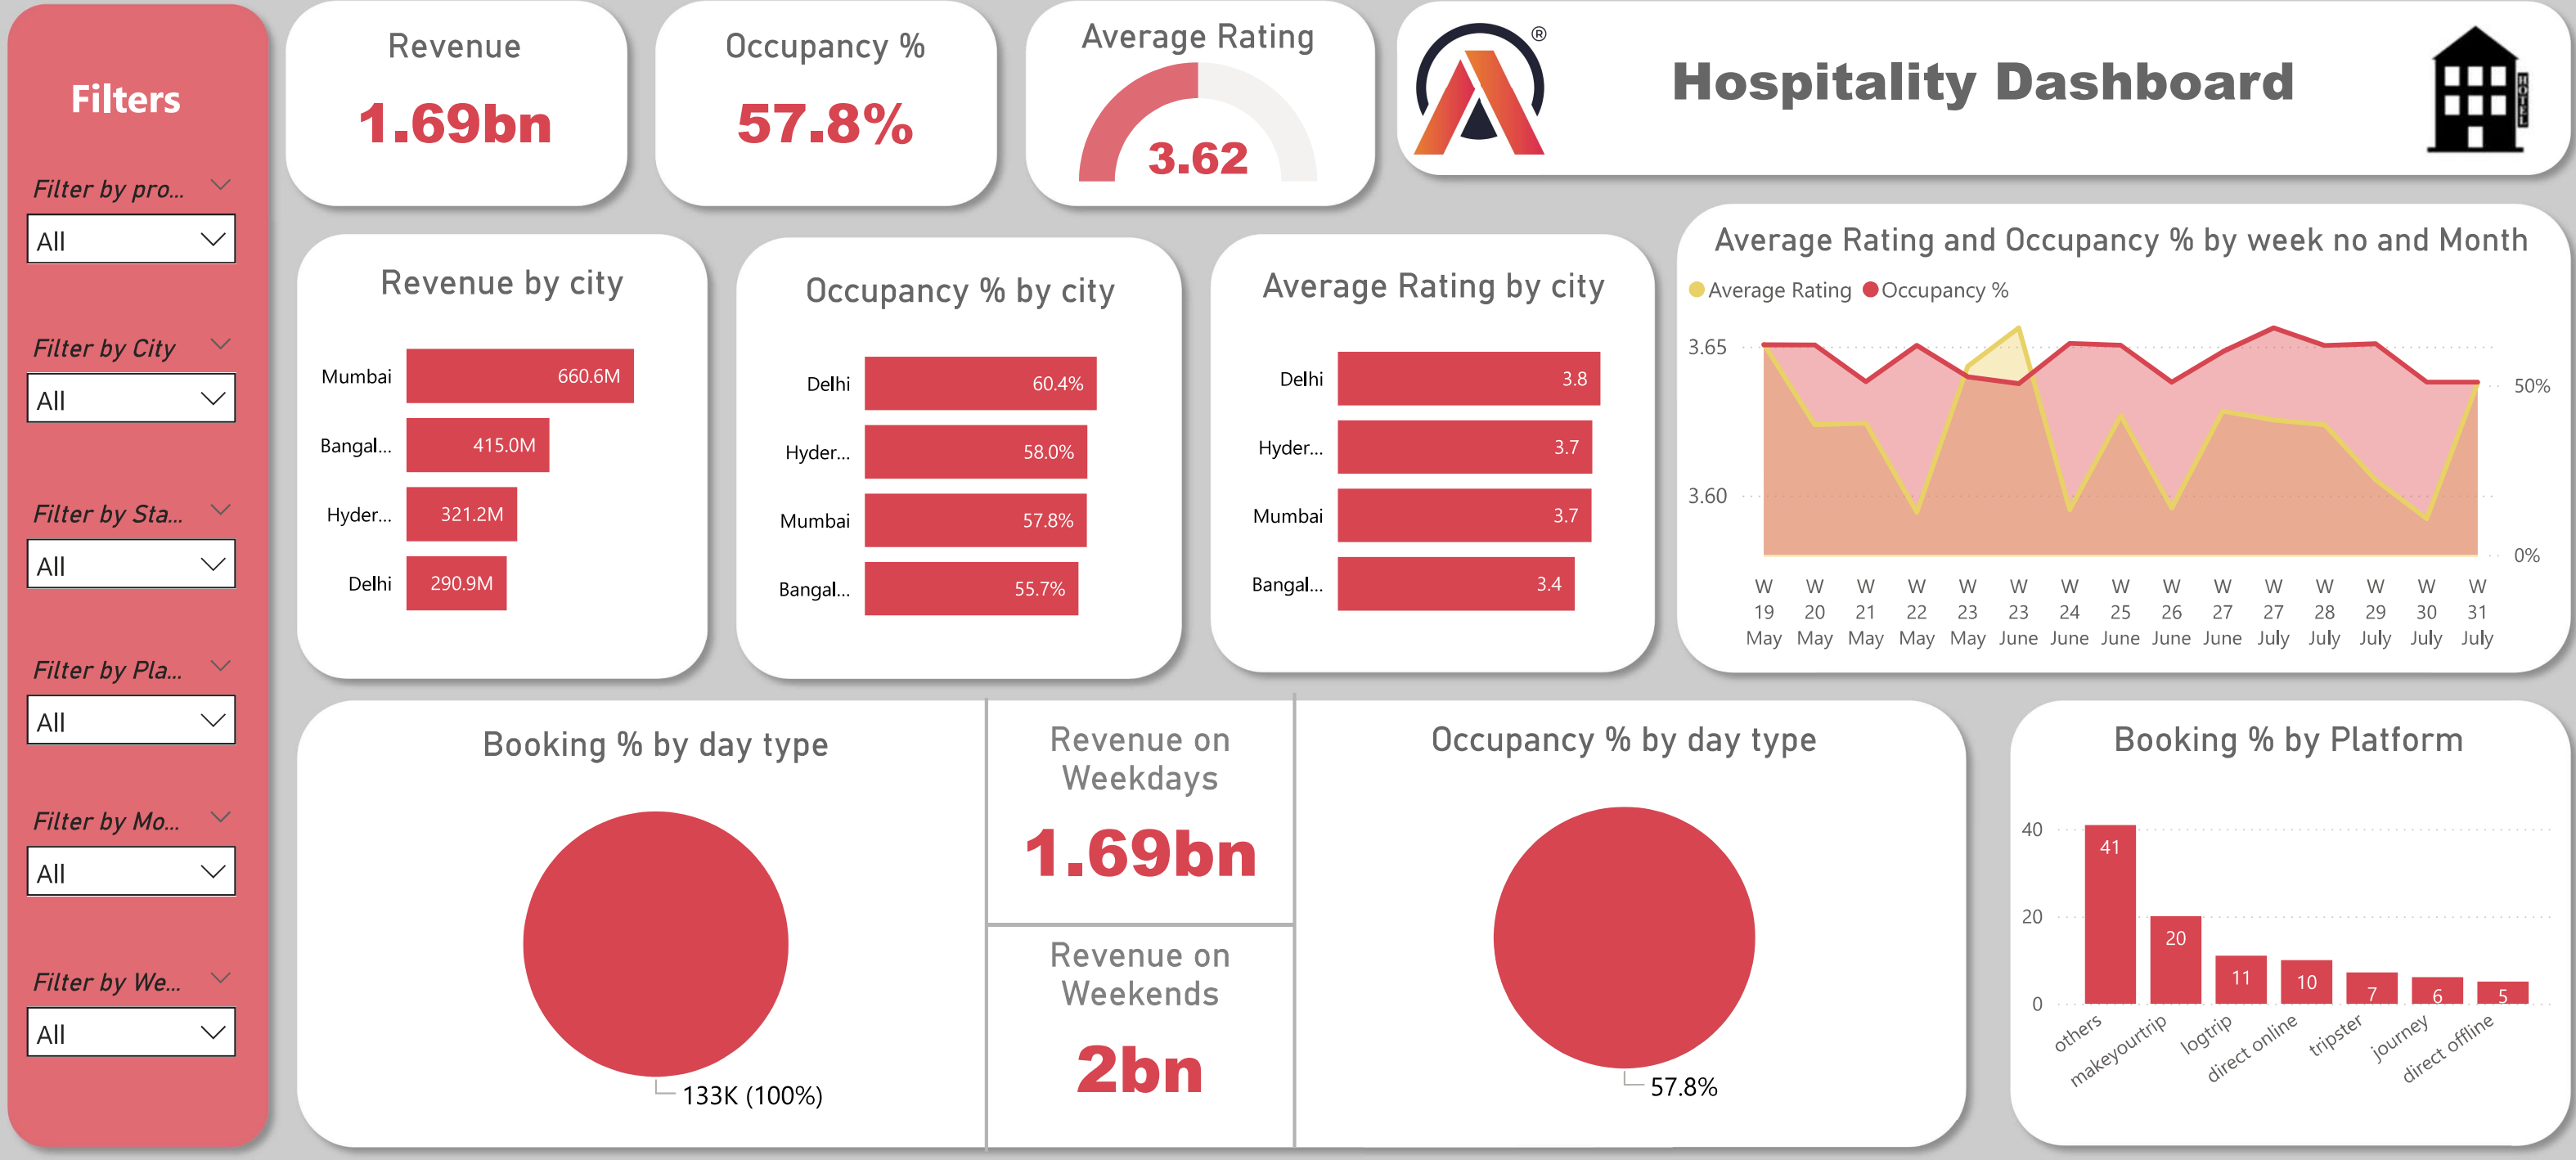 Filters
Filter by pro...
All
Filter by City
All
Filter by Sta...
All
Filter by Pla...
All
Filter by Mo...
All
Filter by We...
All
Revenue
1.69bn
Occupancy %
57.8%
Average Rating
3.62
®
Hospitality Dashboard
HOTEL
Revenue by city
Mumbai 660.6M
Bangal... 415.0M
Hyder... 321.2M
Delhi 290.9M
Occupancy % by city
Delhi 60.4%
Hyder... 58.0%
Mumbai 57.8%
Bangal... 55.7%
Average Rating by city
Delhi 3.8
Hyder... 3.7
Mumbai 3.7
Bangal... 3.4
Average Rating and Occupancy % by week no and Month
Average Rating Occupancy %
3.65
50%
3.60
0%
W W W W W W W W W W W W W W W
19 20 21 22 23 23 24 25 26 27 27 28 29 30 31
May May May May May June June June June June July July July July July
Booking % by day type
133K (100%)
Revenue on
Weekdays
1.69bn
Revenue on
Weekends
2bn
Occupancy % by day type
57.8%
Booking % by Platform
40
20
0
41 20 11 10 7 6 5
others makeyourtrip logtrip direct online tripster journey direct offline